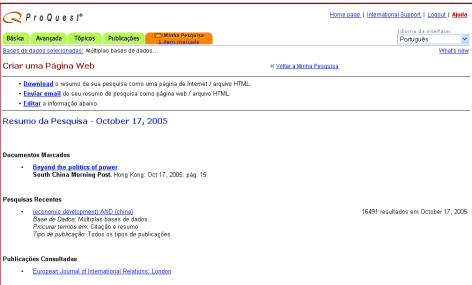 ProQuest®
Home page | International Support | Logout | Ajuda
Básica Avançada Tópicos Publicações Minha Pesquisa
1 item marcado
Idioma da interface:
Português
Bases de dados selecionadas: Múltiplas bases de dados...
What's new
Criar uma Página Web
« Voltar a Minha Pesquisa
• Download o resumo da sua pesquisa como uma página de Internet / arquivo HTML.
• Enviar email do seu resumo de pesquisa como página web / arquivo HTML.
• Editar a informação abaixo.
Resumo da Pesquisa - October 17, 2005
Documentos Marcados
• Beyond the politics of power
South China Morning Post. Hong Kong: Oct 17, 2005. pág. 15
Pesquisas Recentes
• (economic development) AND (china) 16491 resultados em October 17, 2005
Base de Dados: Múltiplas bases de dados...
Procurar termos em: Citação e resumo
Tipo de publicação: Todos os tipos de publicações
Publicações Consultadas
• European Journal of International Relations; London